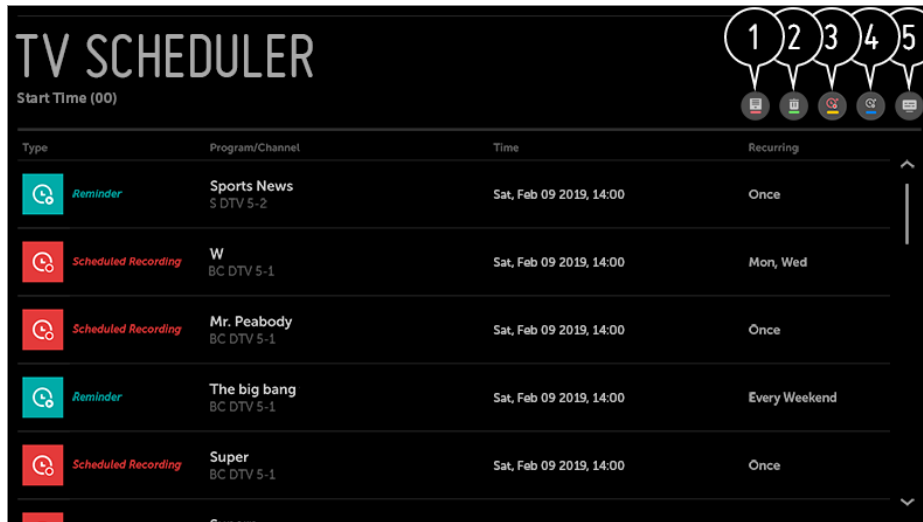 1 2 3 4 5
TV SCHEDULER
Start Time (00)
Type Program/Channel Time Recurring
Reminder Sports News Sat, Feb 09 2019, 14:00 Once
S DTV 5-2
Scheduled Recording W Sat, Feb 09 2019, 14:00 Mon, Wed
BC DTV 5-1
Scheduled Recording Mr. Peabody Sat, Feb 09 2019, 14:00 Once
BC DTV 5-1
Reminder The big bang Sat, Feb 09 2019, 14:00 Every Weekend
BC DTV 5-1
Scheduled Recording Super Sat, Feb 09 2019, 14:00 Once
BC DTV 5-1